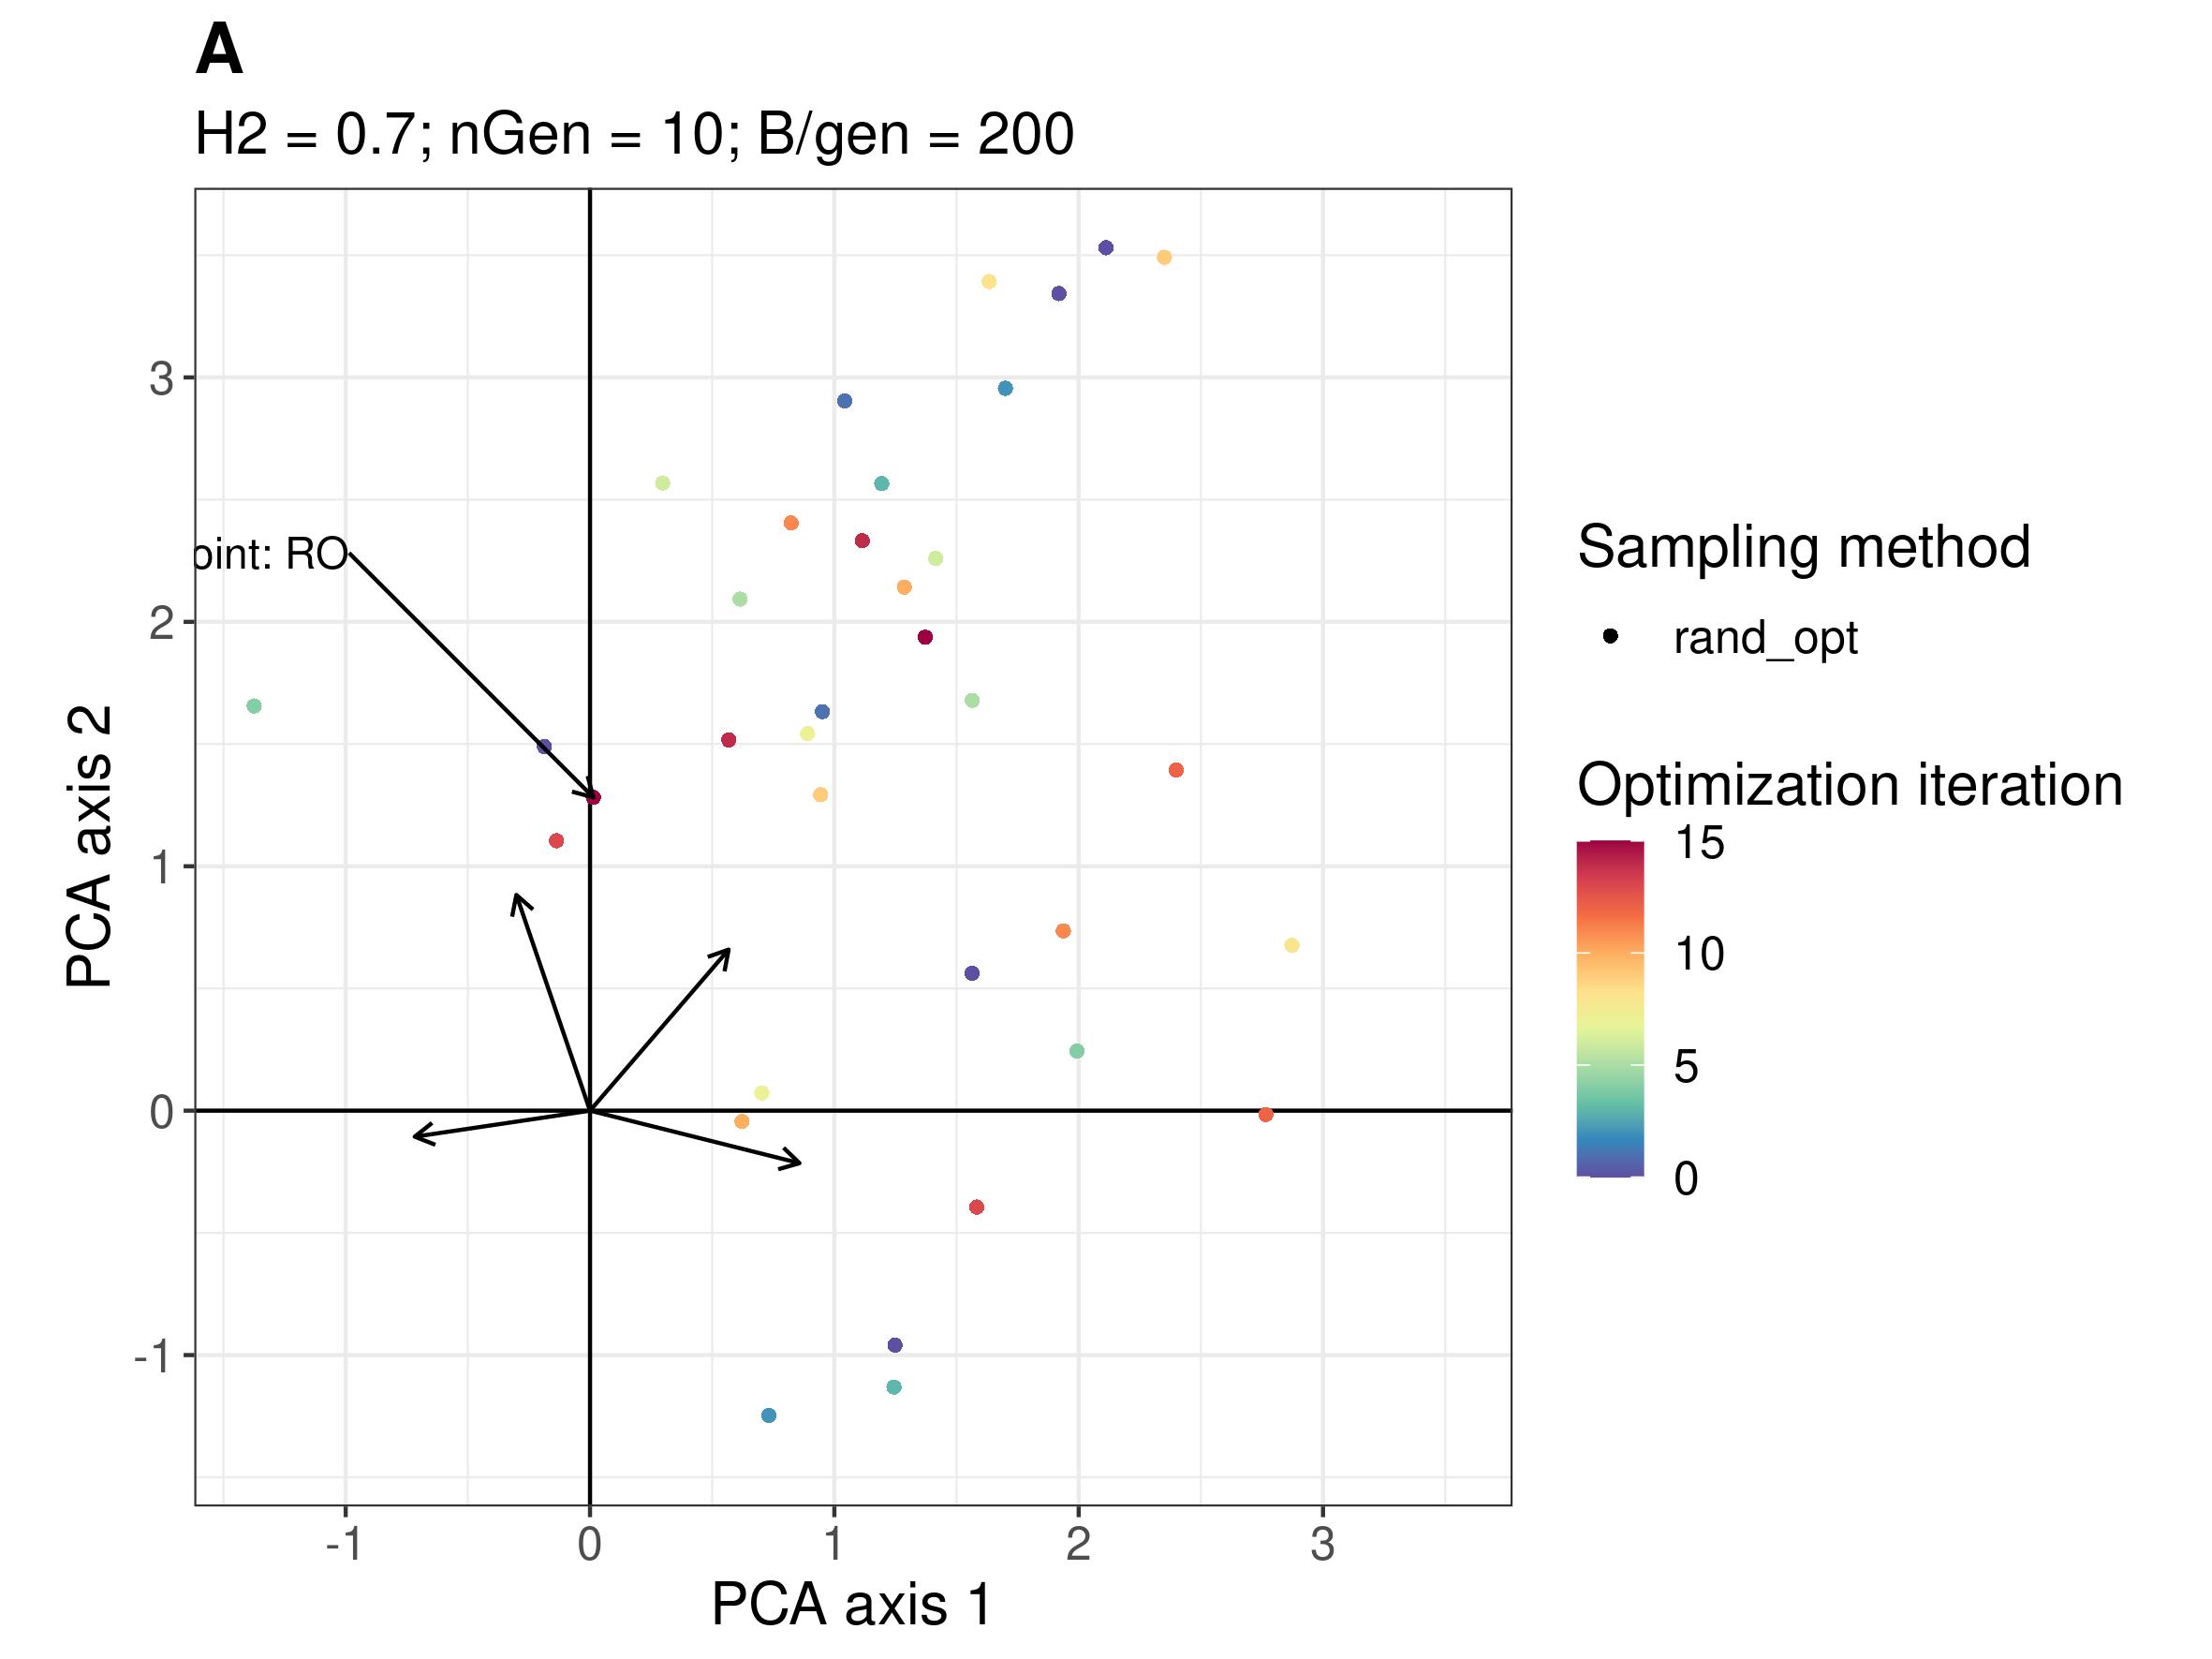 A
H2 = 0.7; nGen = 10; B/gen = 200
3
2
1
0
-1
oint: RO
-1
0
1
2
3
PCA axis 1
PCA axis 2
Sampling method
rand_opt
Optimization iteration
15
10
5
0